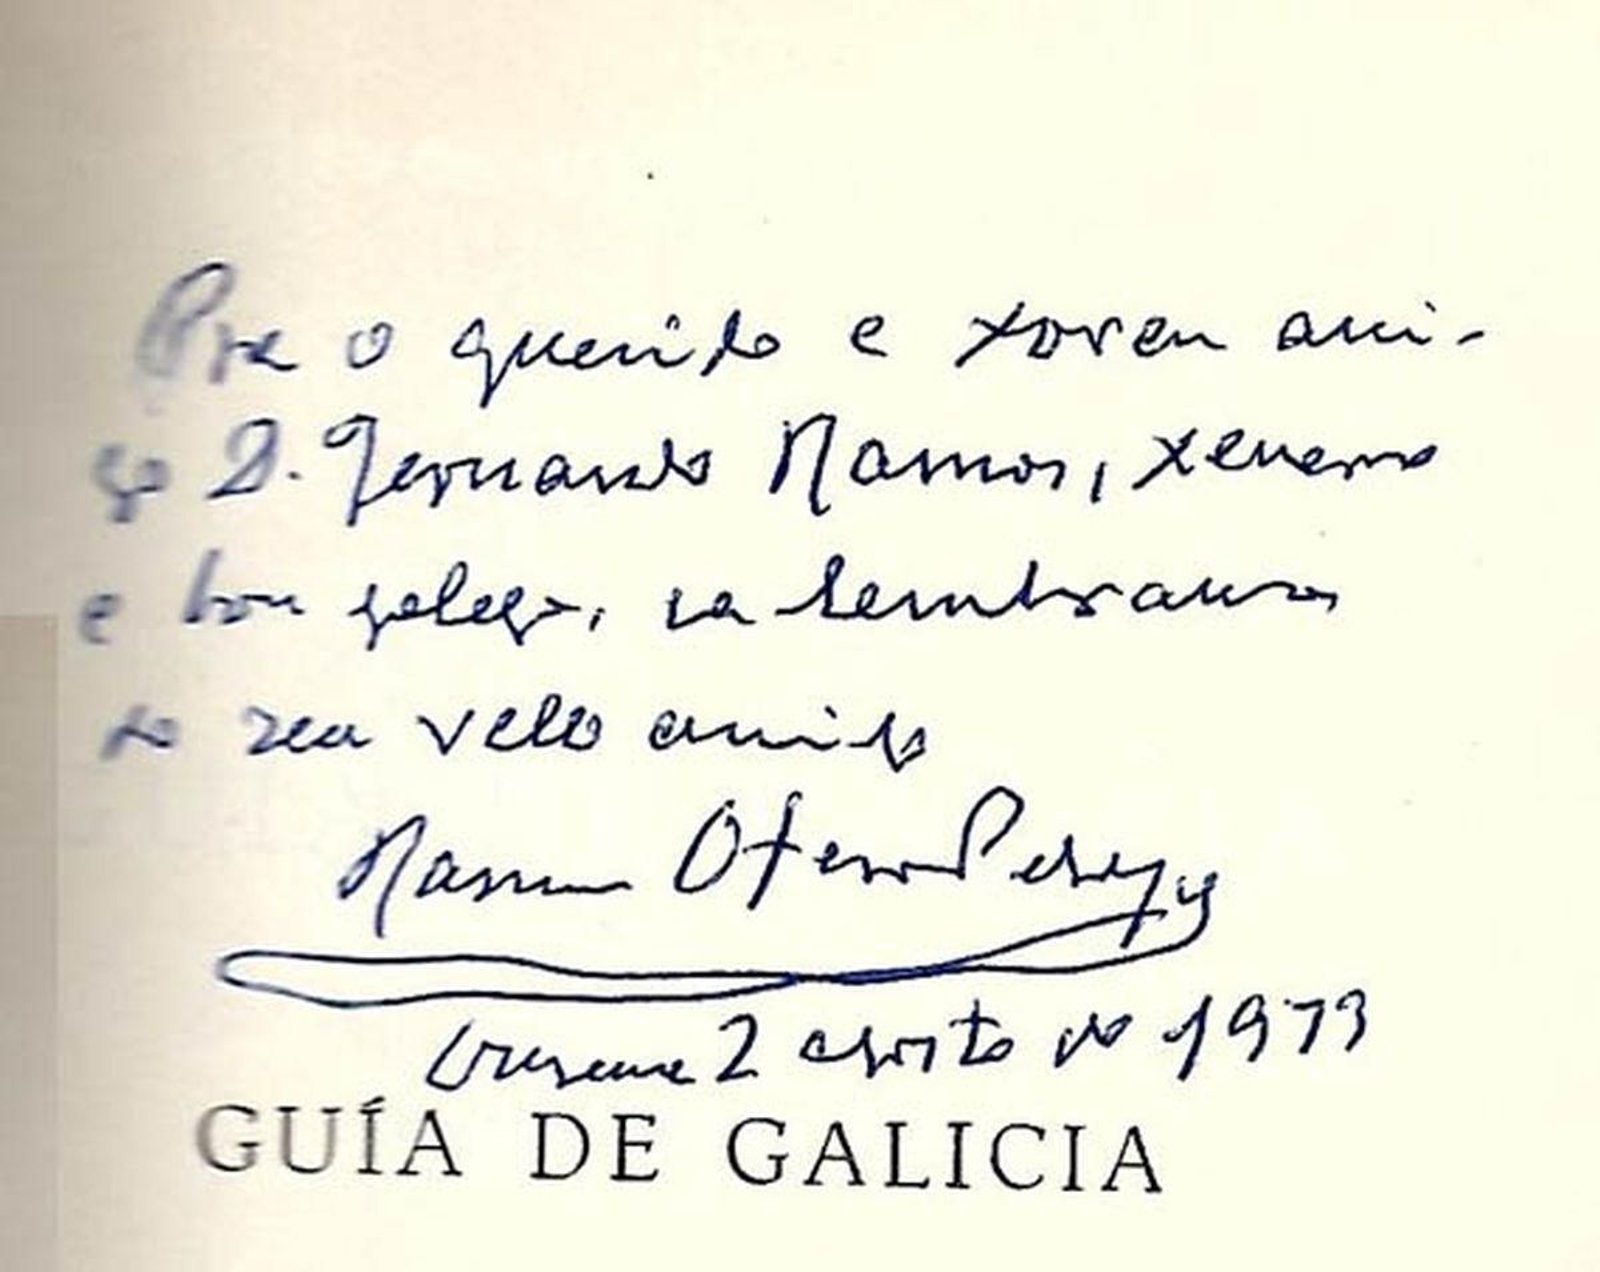 Pra o querido e xoven ami-
go D. Fernando Ramos, xeneroso
e bon galego, na lembranza
do seu vello amigo
Ramon Otero Pedrayo
Ourense 2 agosto do 1973
GUÍA DE GALICIA